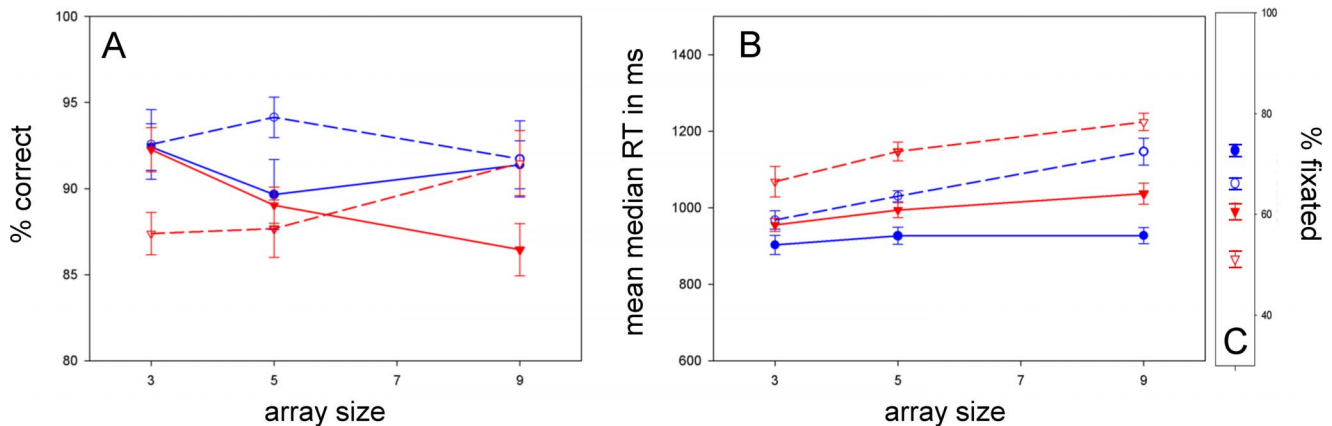 A
% correct
100
95
90
85
80
3 5 7 9
array size
B
mean median RT in ms
1400
1200
1000
800
600
3 5 7 9
array size
C
100
80
60
40
% fixated